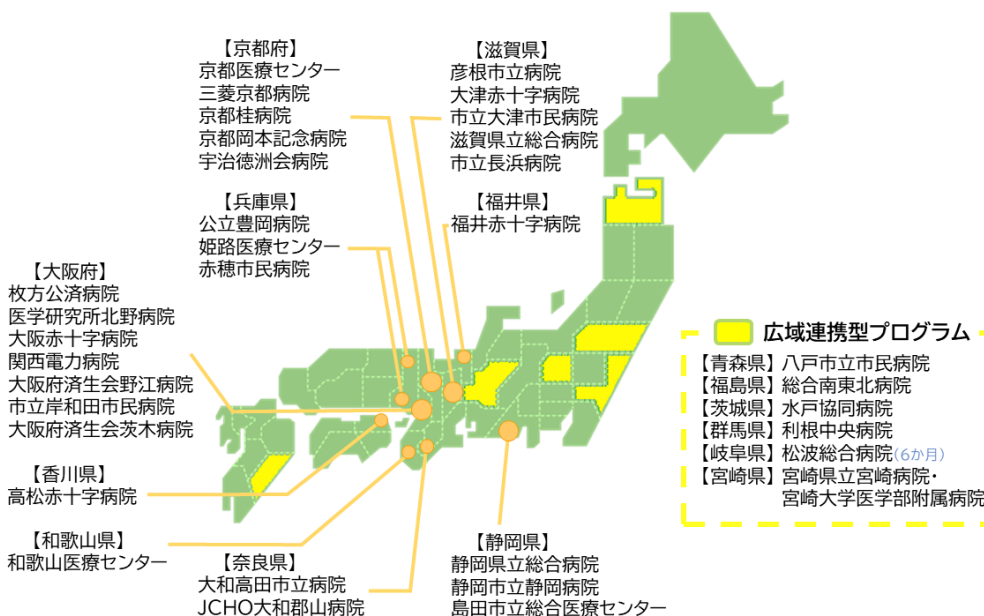 【京都府】
京都医療センター
三菱京都病院
京都桂病院
京都岡本記念病院
宇治徳洲会病院
【滋賀県】
彦根市立病院
大津赤十字病院
市立大津市民病院
滋賀県立総合病院
市立長浜病院
【兵庫県】
公立豊岡病院
姫路医療センター
赤穂市民病院
【福井県】
福井赤十字病院
【大阪府】
枚方公済病院
医学研究所北野病院
大阪赤十字病院
関西電力病院
大阪府済生会野江病院
市立岸和田市民病院
大阪府済生会茨木病院
広域連携型プログラム
【青森県】八戸市立市民病院
【福島県】総合南東北病院
【茨城県】水戸協同病院
【群馬県】利根中央病院
【岐阜県】松波総合病院(6か月)
【宮崎県】宮崎県立宮崎病院・
宮崎大学医学部附属病院
【香川県】
高松赤十字病院
【和歌山県】
和歌山医療センター
【奈良県】
大和高田市立病院
JCHO大和郡山病院
【静岡県】
静岡県立総合病院
静岡市立静岡病院
島田市立総合医療センター